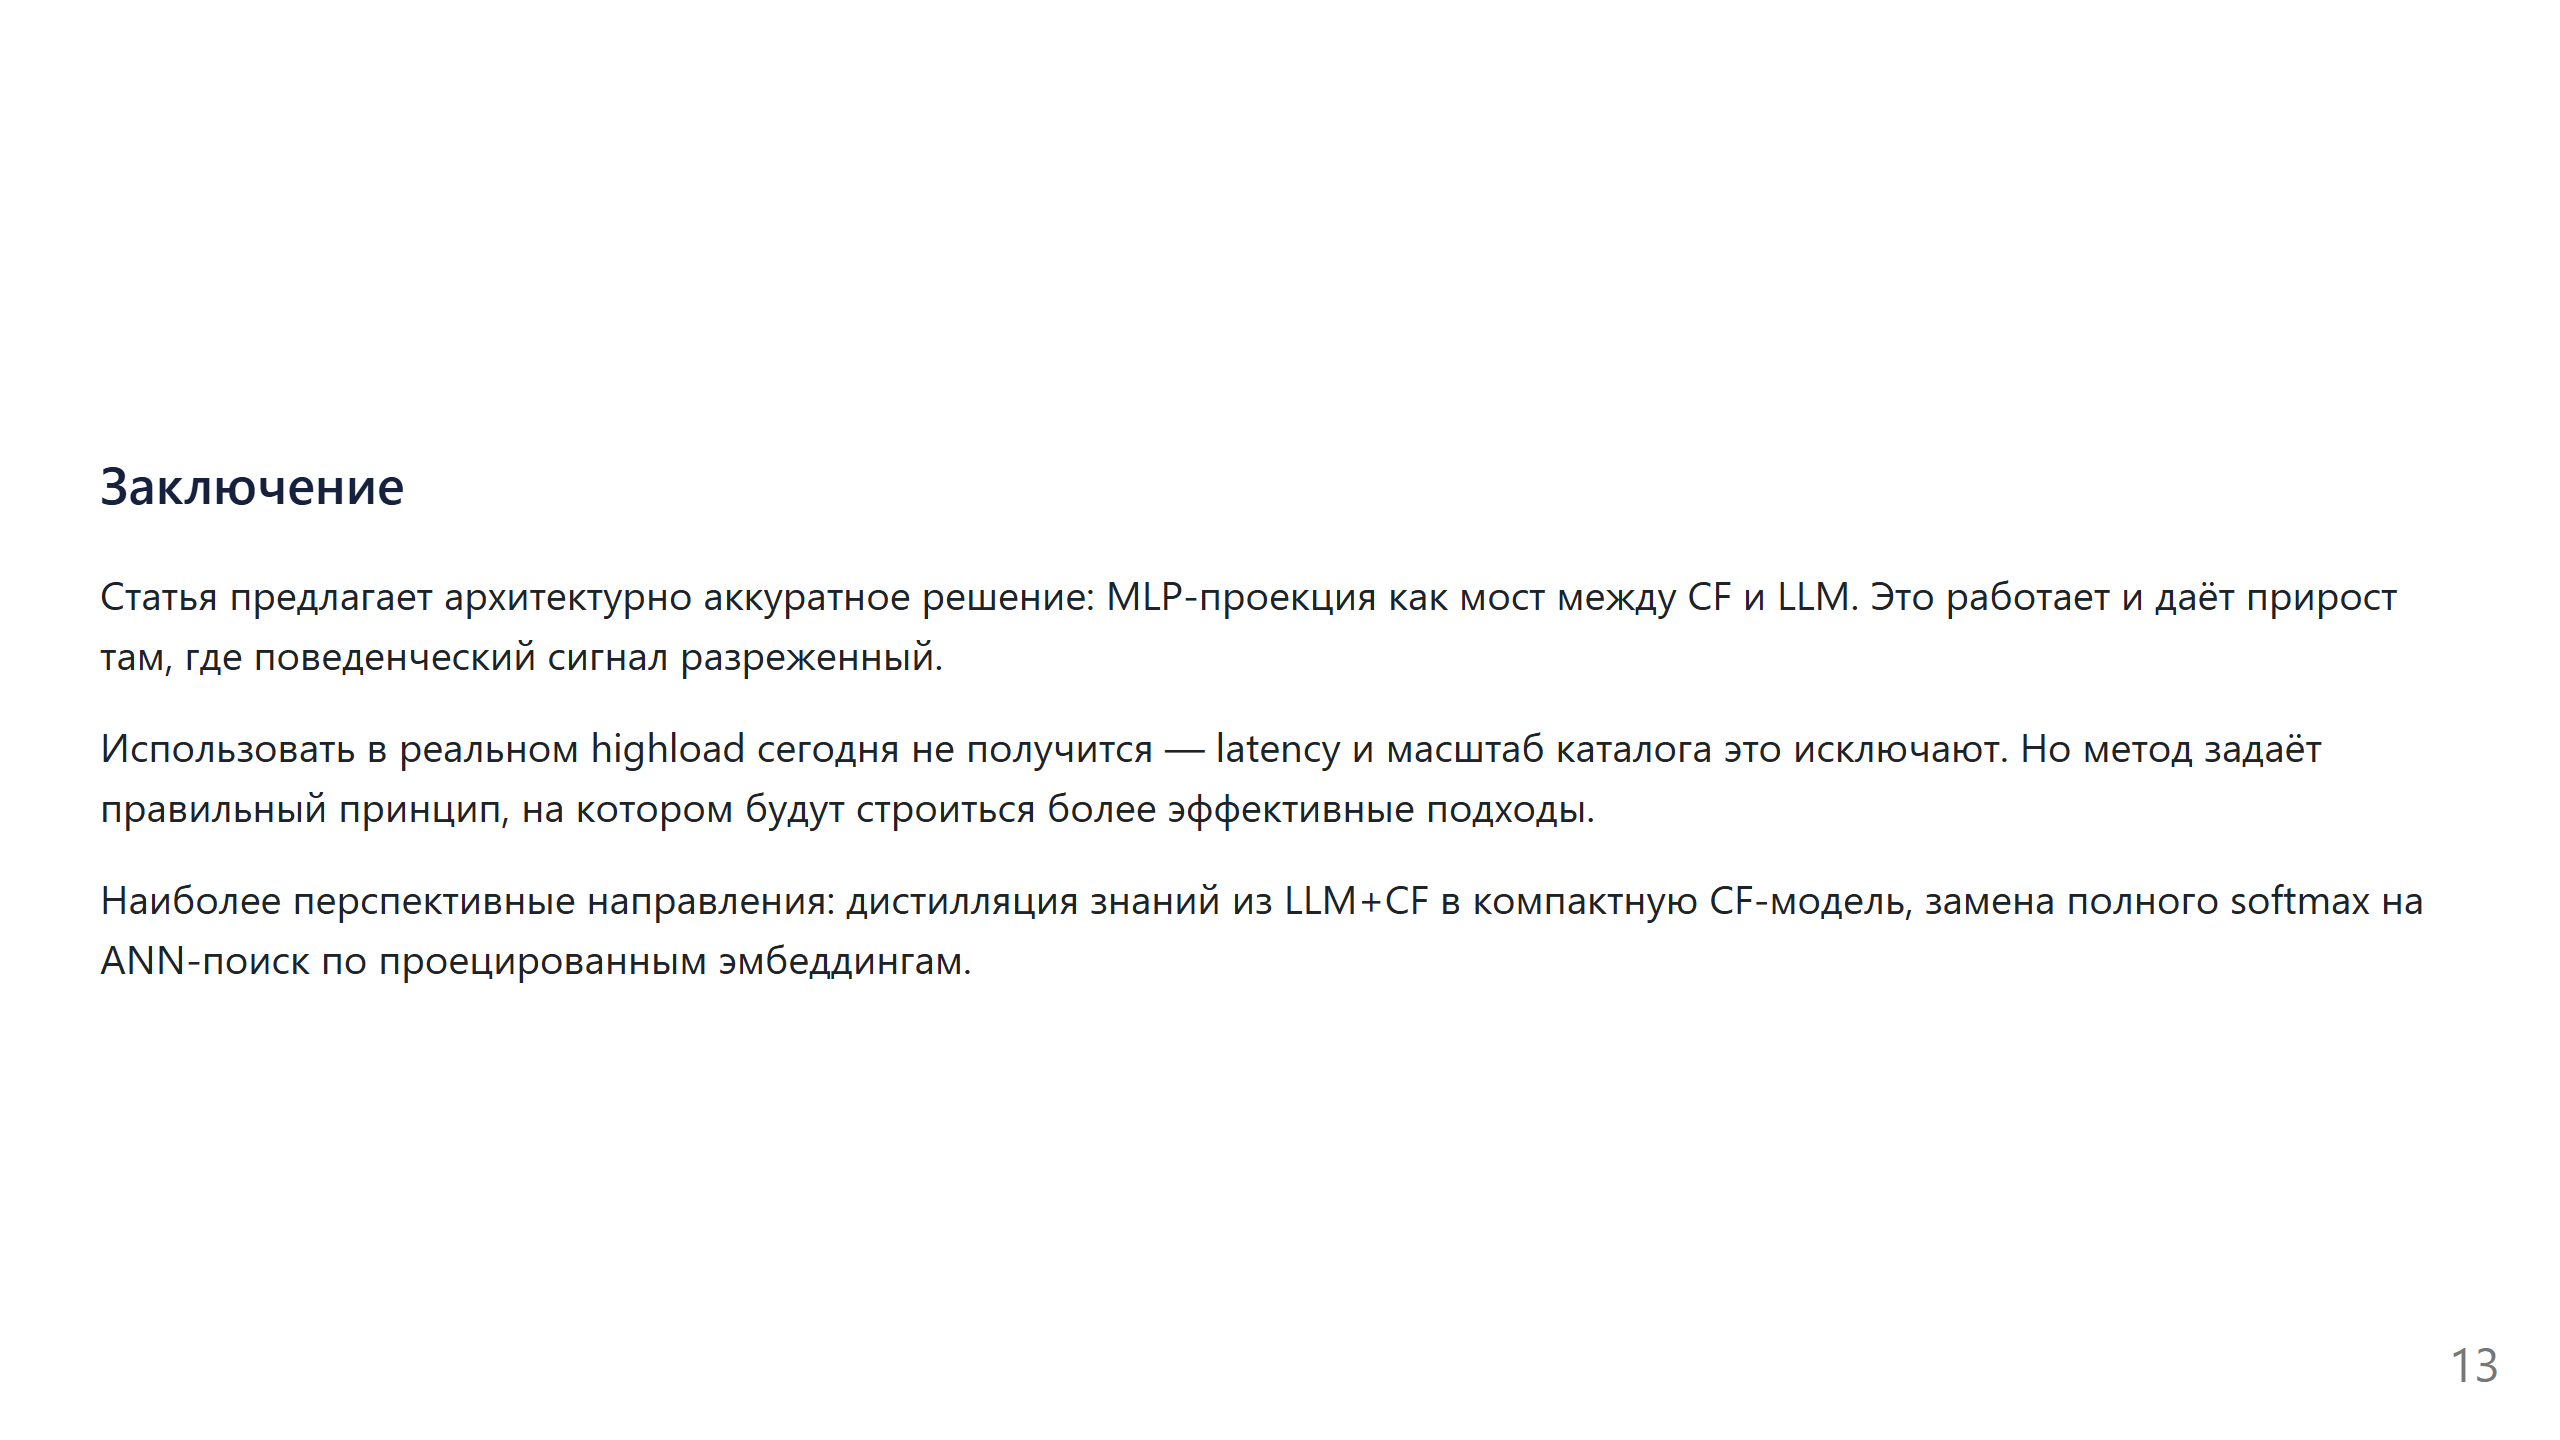 Заключение
Статья предлагает архитектурно аккуратное решение: MLP-проекция как мост между CF и LLM. Это работает и даёт прирост
там, где поведенческий сигнал разреженный.
Использовать в реальном highload сегодня не получится — latency и масштаб каталога это исключают. Но метод задаёт
правильный принцип, на котором будут строиться более эффективные подходы.
Наиболее перспективные направления: дистилляция знаний из LLM+CF в компактную CF-модель, замена полного softmax на
ANN-поиск по проецированным эмбеддингам.
13